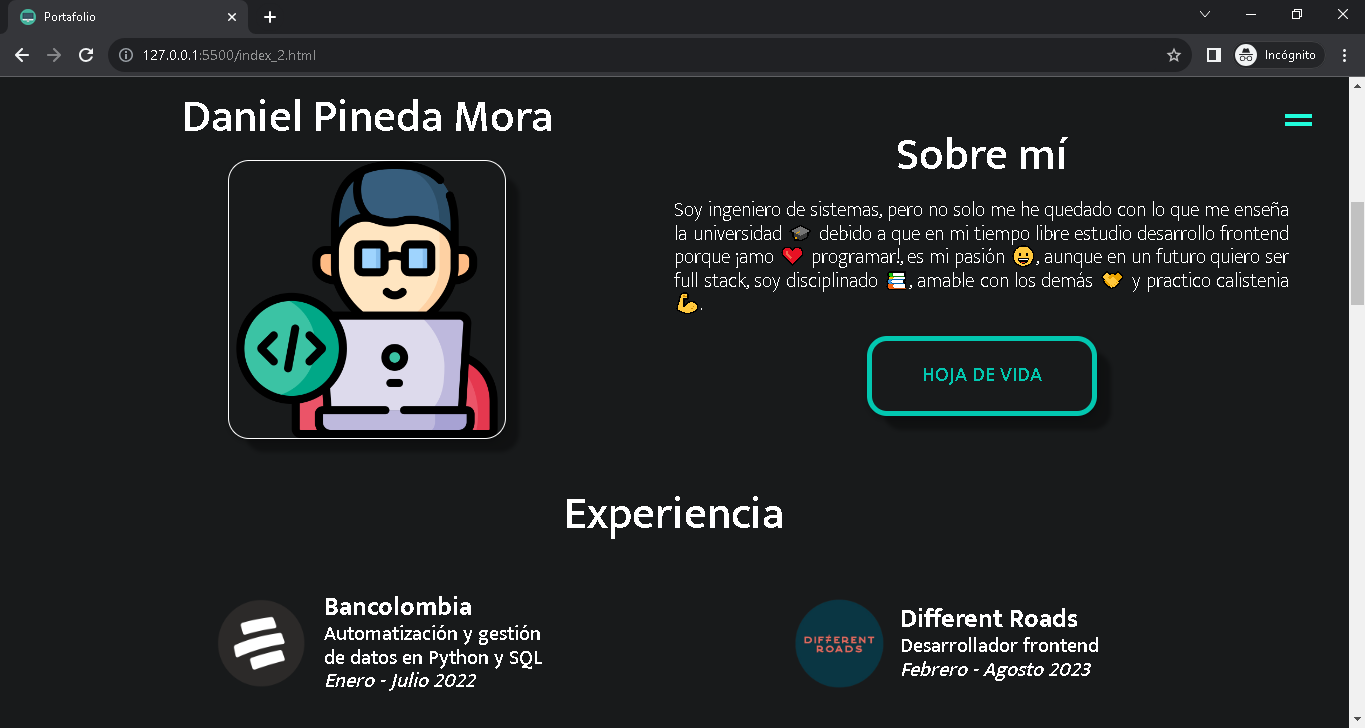 Portafolio
127.0.0.1:5500/index_2.html
Incógnito
Daniel Pineda Mora
Sobre mí
Soy ingeniero de sistemas, pero no solo me he quedado con lo que me enseña
la universidad 🎓 debido a que en mi tiempo libre estudio desarrollo frontend
porque ¡amo ❤️ programar!, es mi pasión 😀, aunque en un futuro quiero ser
full stack, soy disciplinado 📚, amable con los demás 🤝 y practico calistenia
💪.
HOJA DE VIDA
Experiencia
Bancolombia
Automatización y gestión
de datos en Python y SQL
Enero - Julio 2022
DIFFERENT
ROADS
Different Roads
Desarrollador frontend
Febrero - Agosto 2023